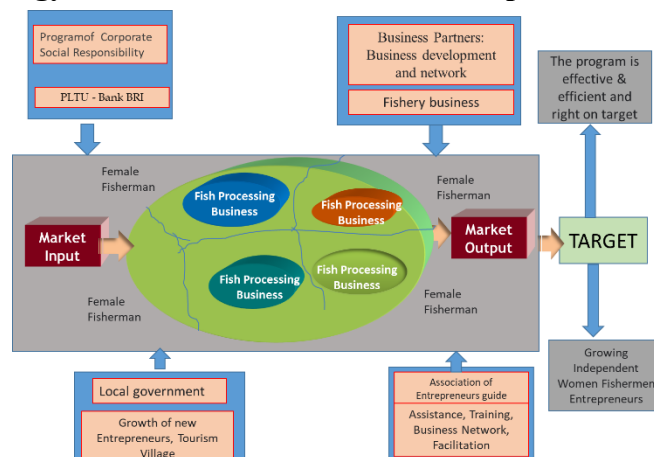 Programof Corporate
Social Responsibility
PLTU - Bank BRI
Business Partners:
Business development
and network
Fishery business
The program is
effective &
efficient and
right on target
Female
Fisherman
Female
Fisherman
Fish Processing
Business
Fish Processing
Business
Market
Input
Market
Output
TARGET
Fish Processing
Business
Fish Processing
Business
Female
Fisherman
Female
Fisherman
Local government
Growth of new
Entrepreneurs, Tourism
Village
Association of
Entrepreneurs guide
Assistance, Training,
Business Network,
Facilitation
Growing
Independent
Women Fishermen
Entrepreneurs